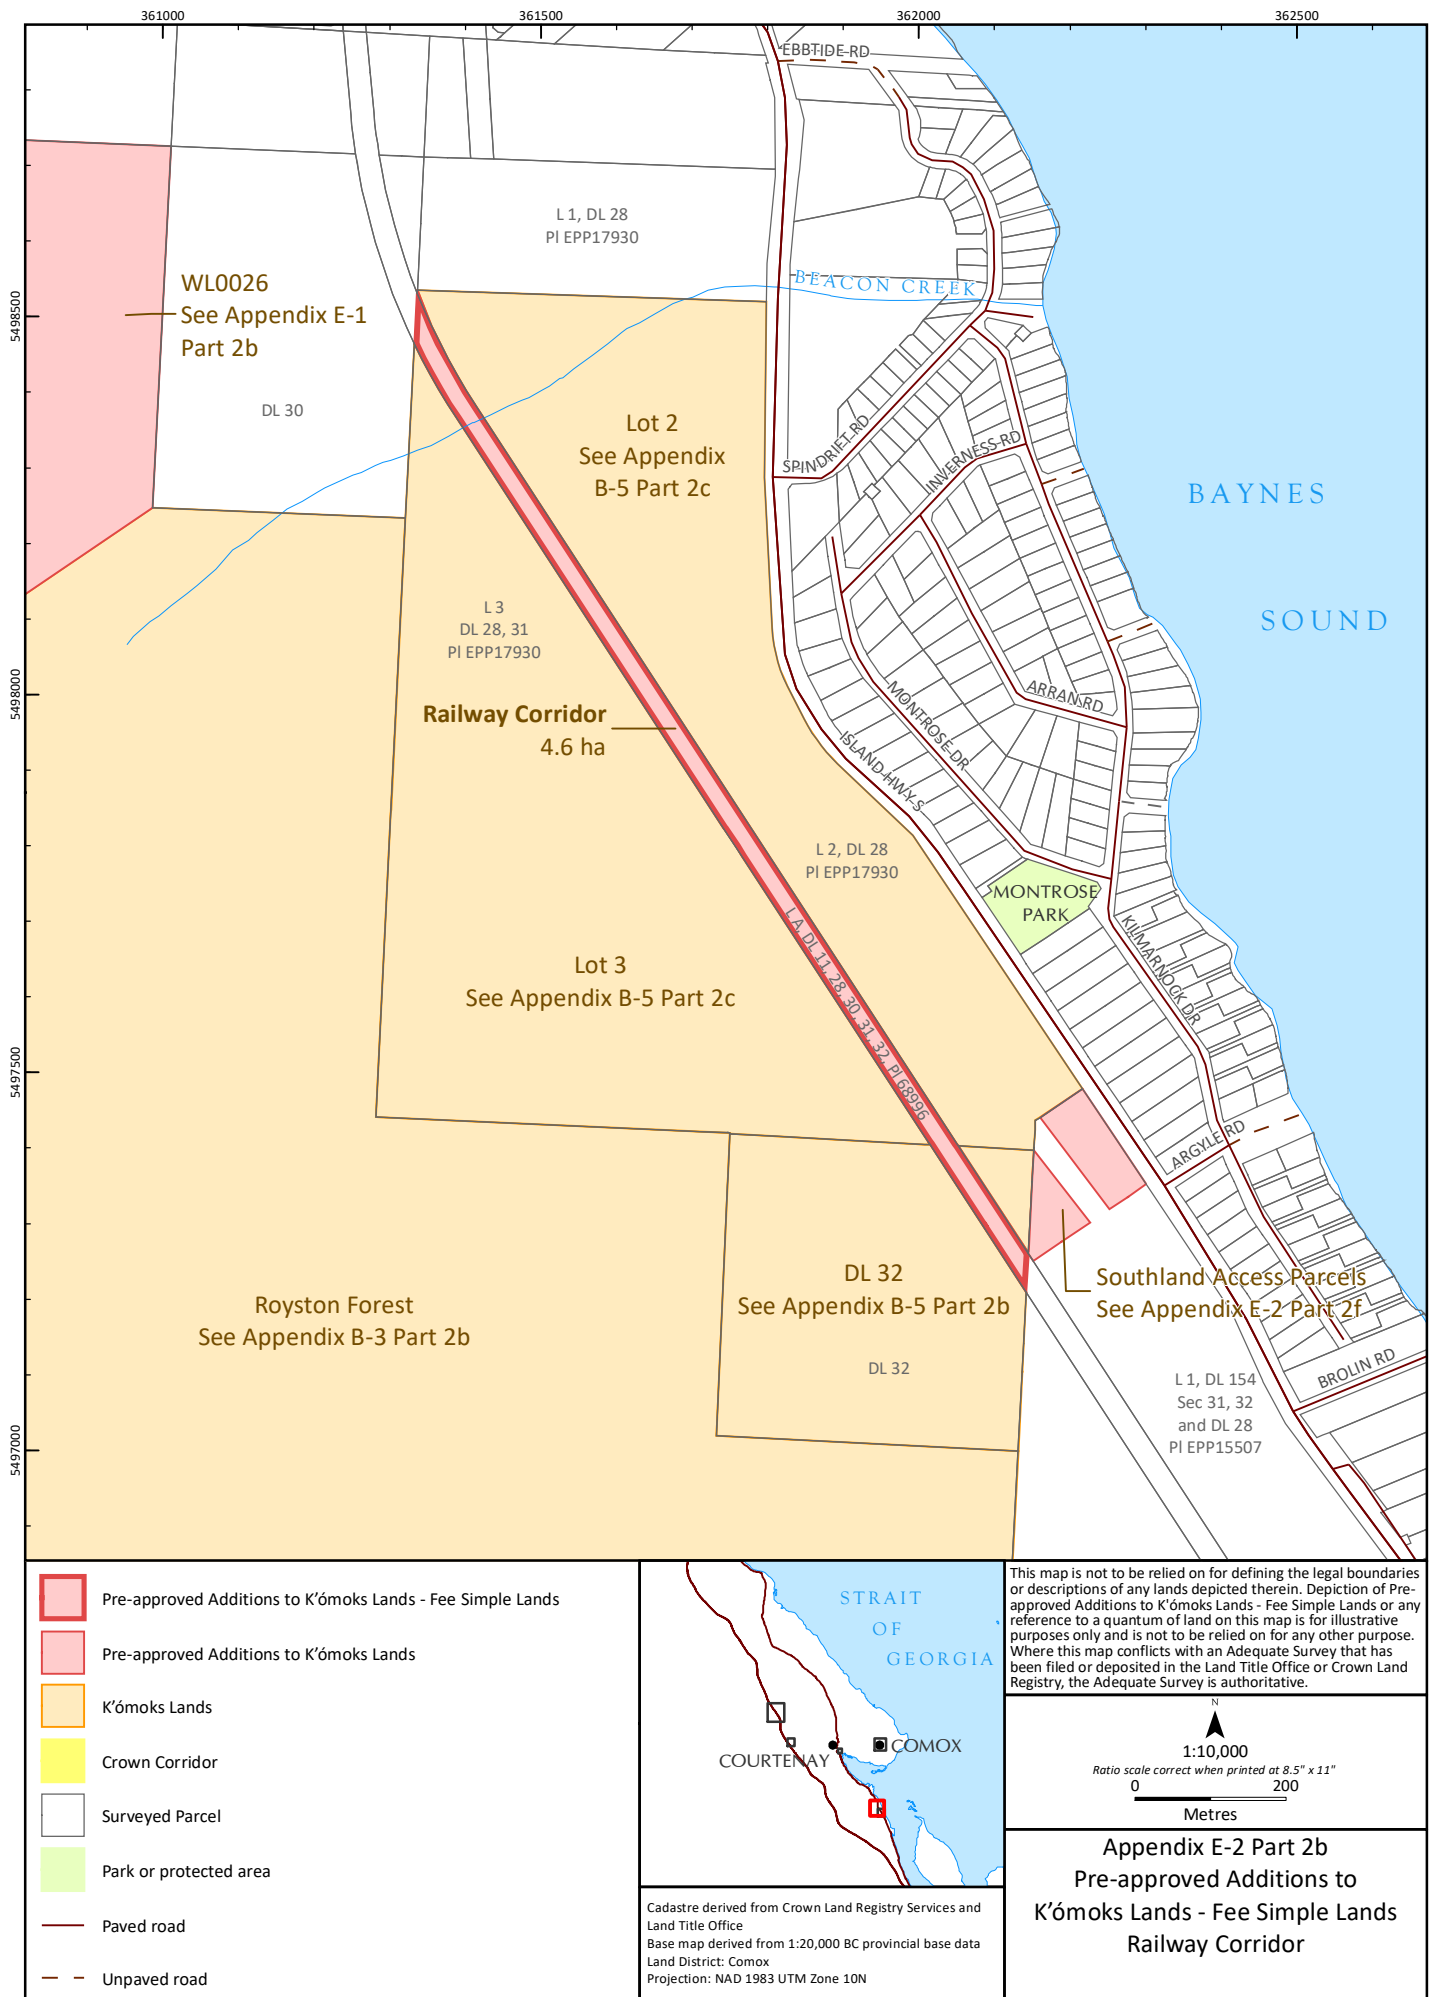 361000
361500
362000
362500
5498500
5498000
5497500
5497000
EBBTIDE RD
L 1, DL 28
Pl EPP17930
BEACON CREEK
WL0026
See Appendix E-1
Part 2b
DL 30
Lot 2
See Appendix
B-5 Part 2c
SPINDRIFT RD
INVERNESS RD
BAYNES
SOUND
L 3
DL 28, 31
Pl EPP17930
ARRAN RD
MONTROSE DR
ISLAND HWY S
Railway Corridor
4.6 ha
L 2, DL 28
Pl EPP17930
MONTROSE
PARK
KILMARNOCK DR
L A, DL 11, 28, 30, 31, 32, Pl 68996
Lot 3
See Appendix B-5 Part 2c
ARGYLE RD
DL 32
See Appendix B-5 Part 2b
DL 32
Southland Access Parcels
See Appendix E-2 Part 2f
Royston Forest
See Appendix B-3 Part 2b
BROLIN RD
L 1, DL 154
Sec 31, 32
and DL 28
Pl EPP15507
Pre-approved Additions to K'ómoks Lands - Fee Simple Lands
Pre-approved Additions to K'ómoks Lands
K'ómoks Lands
Crown Corridor
Surveyed Parcel
Park or protected area
Paved road
Unpaved road
STRAIT
OF
GEORGIA
COURTENAY
COMOX
Cadastre derived from Crown Land Registry Services and
Land Title Office
Base map derived from 1:20,000 BC provincial base data
Land District: Comox
Projection: NAD 1983 UTM Zone 10N
This map is not to be relied on for defining the legal boundaries
or descriptions of any lands depicted therein. Depiction of Pre-
approved Additions to K'ómoks Lands - Fee Simple Lands or any
reference to a quantum of land on this map is for illustrative
purposes only and is not to be relied on for any other purpose.
Where this map conflicts with an Adequate Survey that has
been filed or deposited in the Land Title Office or Crown Land
Registry, the Adequate Survey is authoritative.
N
1:10,000
Ratio scale correct when printed at 8.5" x 11"
0 200
Metres
Appendix E-2 Part 2b
Pre-approved Additions to
K'ómoks Lands - Fee Simple Lands
Railway Corridor